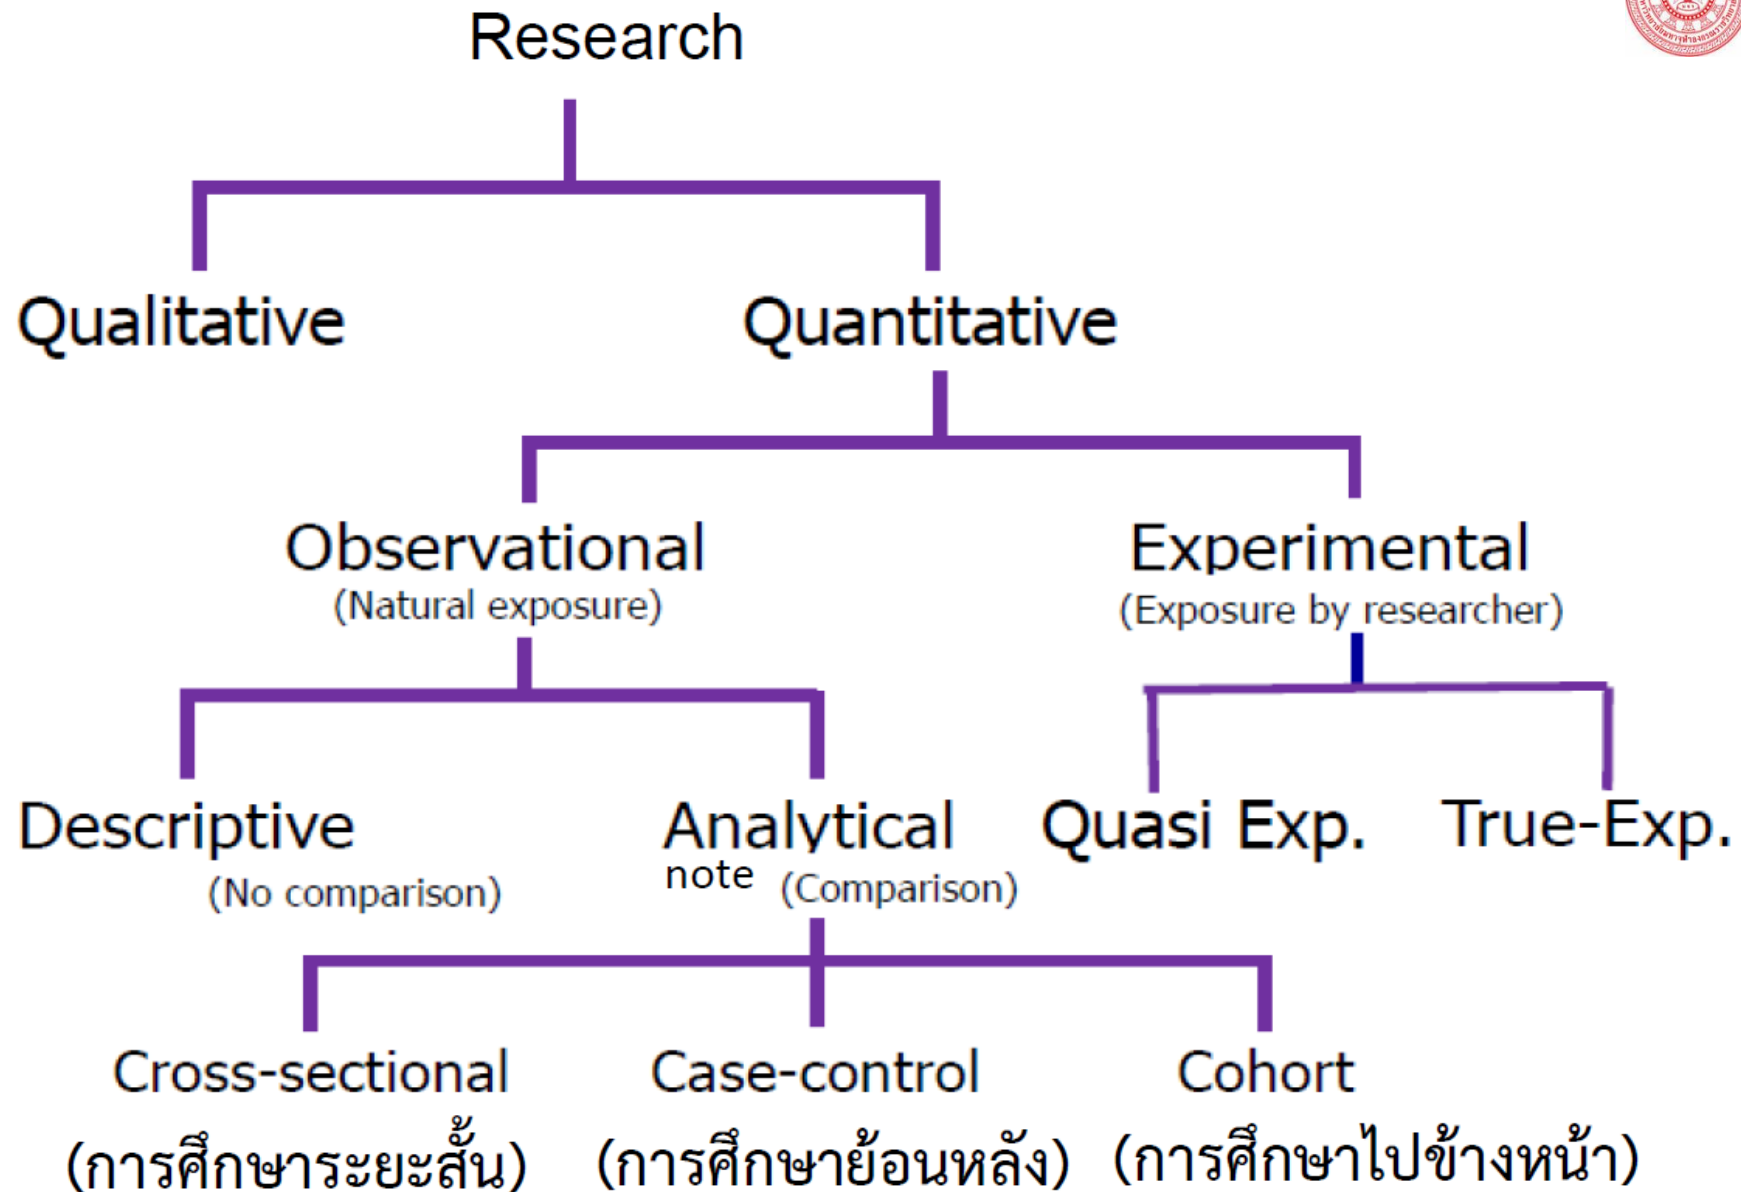 Research
Qualitative Quantitative
Observational Experimental
(Natural exposure) (Exposure by researcher)
Descriptive Analytical Quasi Exp. True-Exp.
(No comparison) note (Comparison)
Cross-sectional Case-control Cohort
(การศึกษาระยะสั้น) (การศึกษาย้อนหลัง) (การศึกษาไปข้างหน้า)